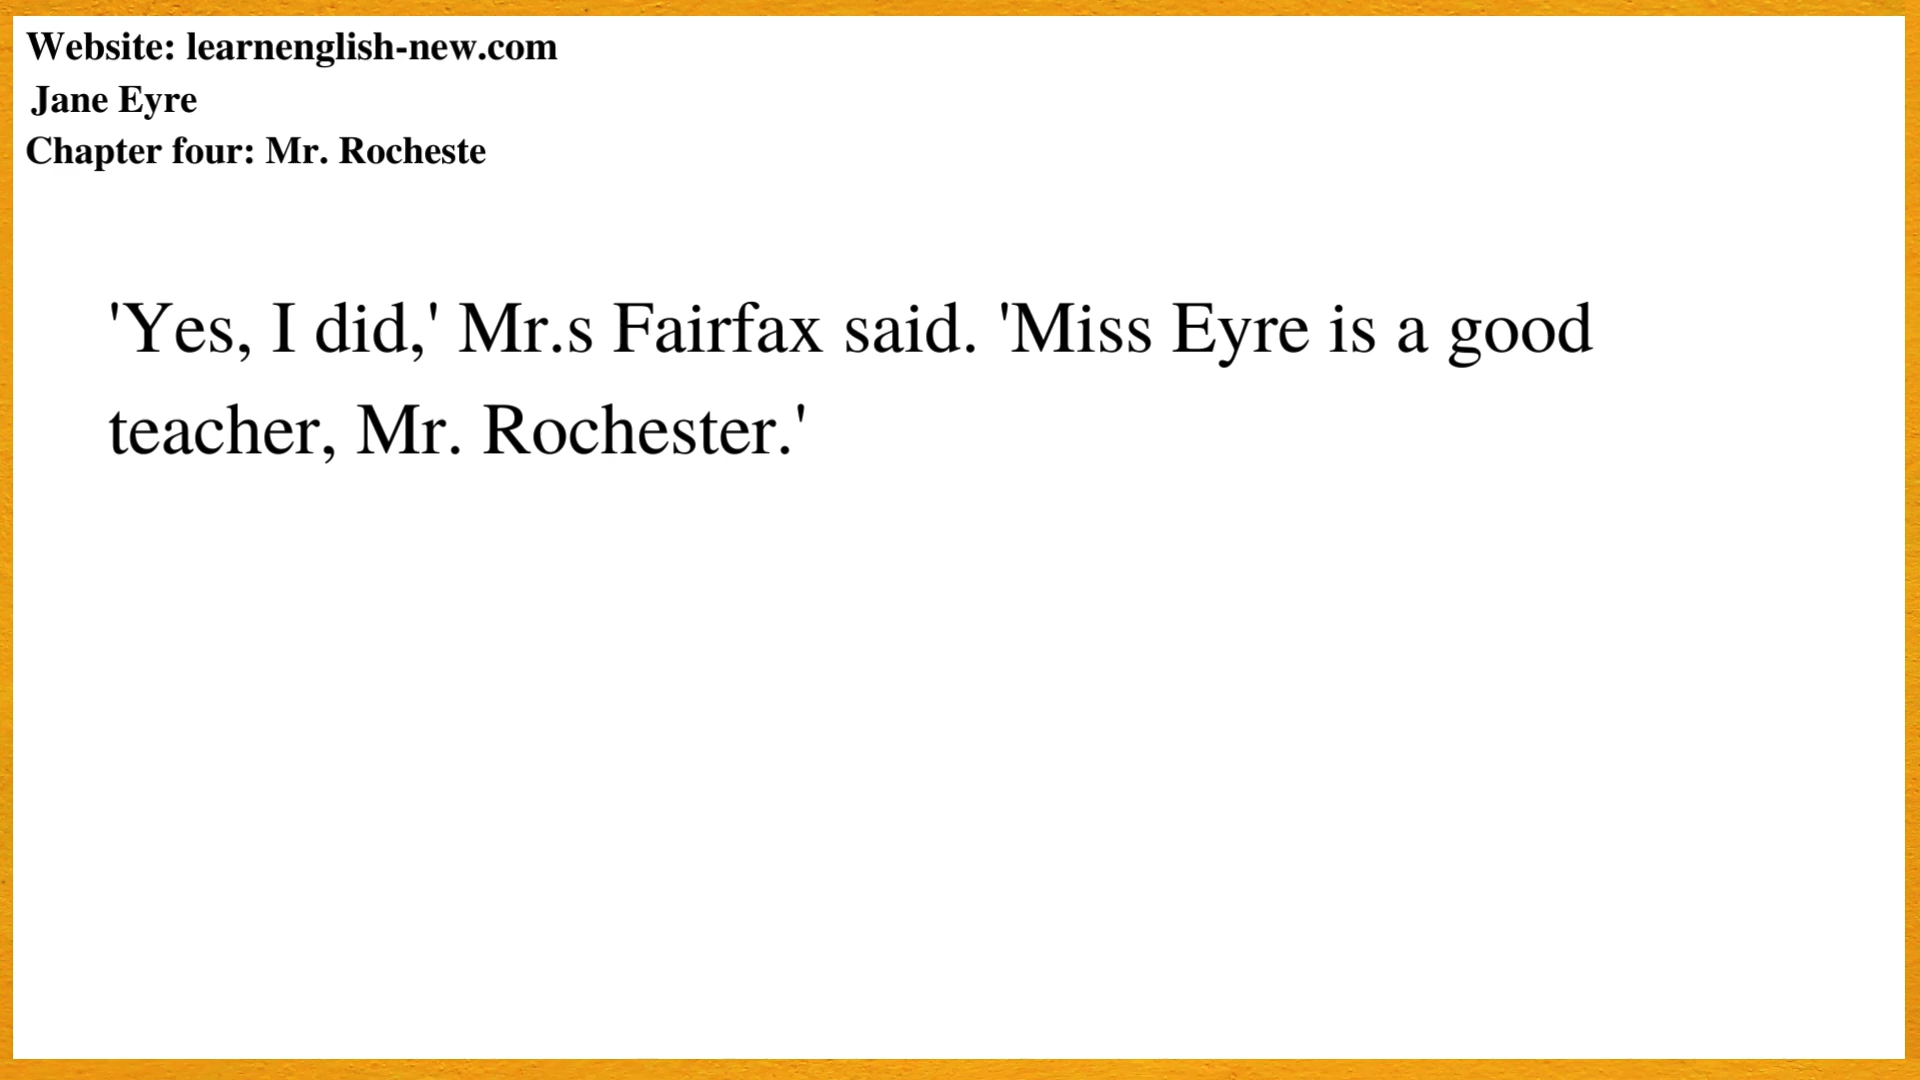 Website: learnenglish-new.com
Jane Eyre
Chapter four: Mr. Rocheste
'Yes, I did,' Mr.s Fairfax said. 'Miss Eyre is a good
teacher, Mr. Rochester.'